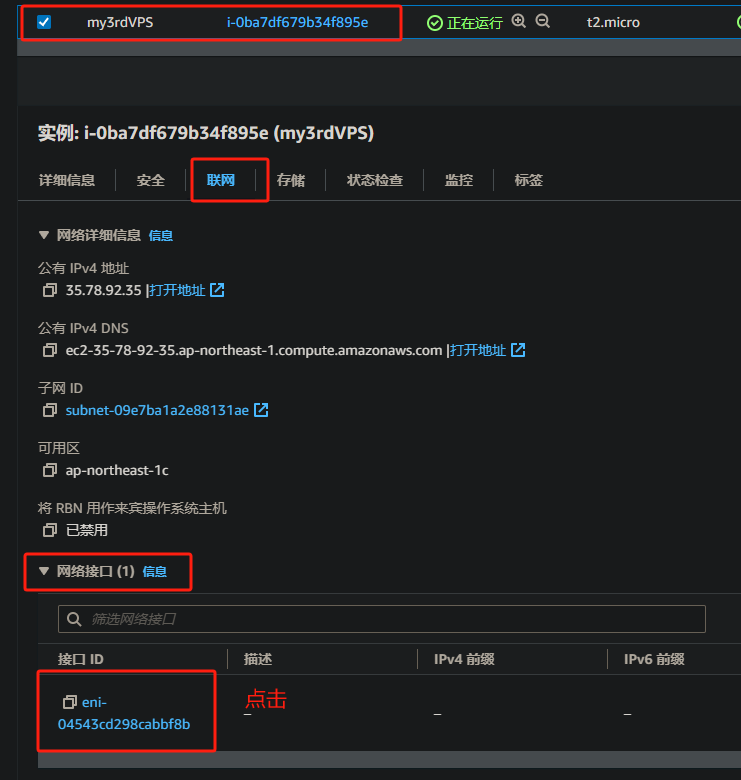 my3rdVPS i-0ba7df679b34f895e 正在运行 t2.micro
实例: i-0ba7df679b34f895e (my3rdVPS)
详细信息 安全 联网 存储 状态检查 监控 标签
网络详细信息 信息
公有 IPv4 地址
35.78.92.35 |打开地址
公有 IPv4 DNS
ec2-35-78-92-35.ap-northeast-1.compute.amazonaws.com |打开地址
子网 ID
subnet-09e7ba1a2e88131ae
可用区
ap-northeast-1c
将 RBN 用作来宾操作系统主机
已禁用
网络接口 (1) 信息
筛选网络接口
接口 ID 描述 IPv4 前缀 IPv6 前缀
eni-
04543cd298cabbf8b
点击
– – –